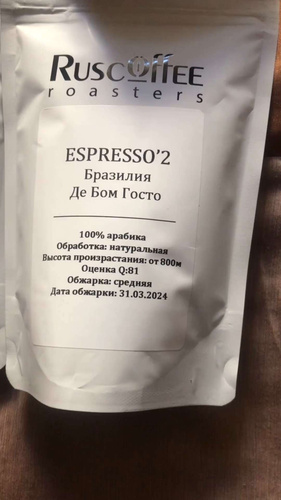 RUSCOFFEE
roasters
ESPRESSO’2
Бразилия
Де Бом Госто
100% арабика
Обработка: натуральная
Высота произрастания: от 800м
Оценка Q:81
Обжарка: средняя
Дата обжарки: 31.03.2024